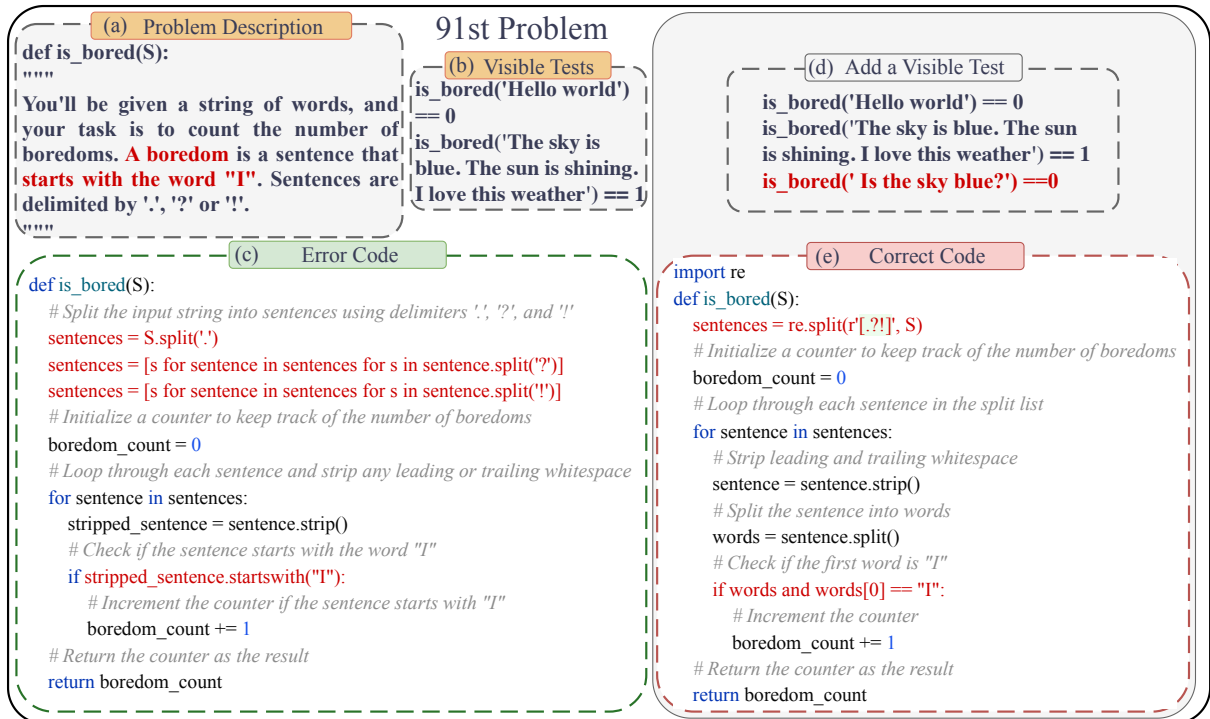 91st Problem
(a) Problem Description
def is_bored(S):
"""
You'll be given a string of words, and
your task is to count the number of
boredoms. A boredom is a sentence that
starts with the word "I". Sentences are
delimited by '.', '?' or '!'.
"""
(b) Visible Tests
is_bored('Hello world')
== 0
is_bored('The sky is
blue. The sun is shining.
I love this weather') == 1
(d) Add a Visible Test
is_bored('Hello world') == 0
is_bored('The sky is blue. The sun
is shining. I love this weather') == 1
is_bored(' Is the sky blue?') ==0
(c) Error Code
def is_bored(S):
# Split the input string into sentences using delimiters '.', '?', and '!'
sentences = S.split('.')
sentences = [s for sentence in sentences for s in sentence.split('?')]
sentences = [s for sentence in sentences for s in sentence.split('!')]
# Initialize a counter to keep track of the number of boredoms
boredom_count = 0
# Loop through each sentence and strip any leading or trailing whitespace
for sentence in sentences:
stripped_sentence = sentence.strip()
# Check if the sentence starts with the word "I"
if stripped_sentence.startswith("I"):
# Increment the counter if the sentence starts with "I"
boredom_count += 1
# Return the counter as the result
return boredom_count
(e) Correct Code
import re
def is_bored(S):
sentences = re.split(r'[.?!]', S)
# Initialize a counter to keep track of the number of boredoms
boredom_count = 0
# Loop through each sentence in the split list
for sentence in sentences:
# Strip leading and trailing whitespace
sentence = sentence.strip()
# Split the sentence into words
words = sentence.split()
# Check if the first word is "I"
if words and words[0] == "I":
# Increment the counter
boredom_count += 1
# Return the counter as the result
return boredom_count